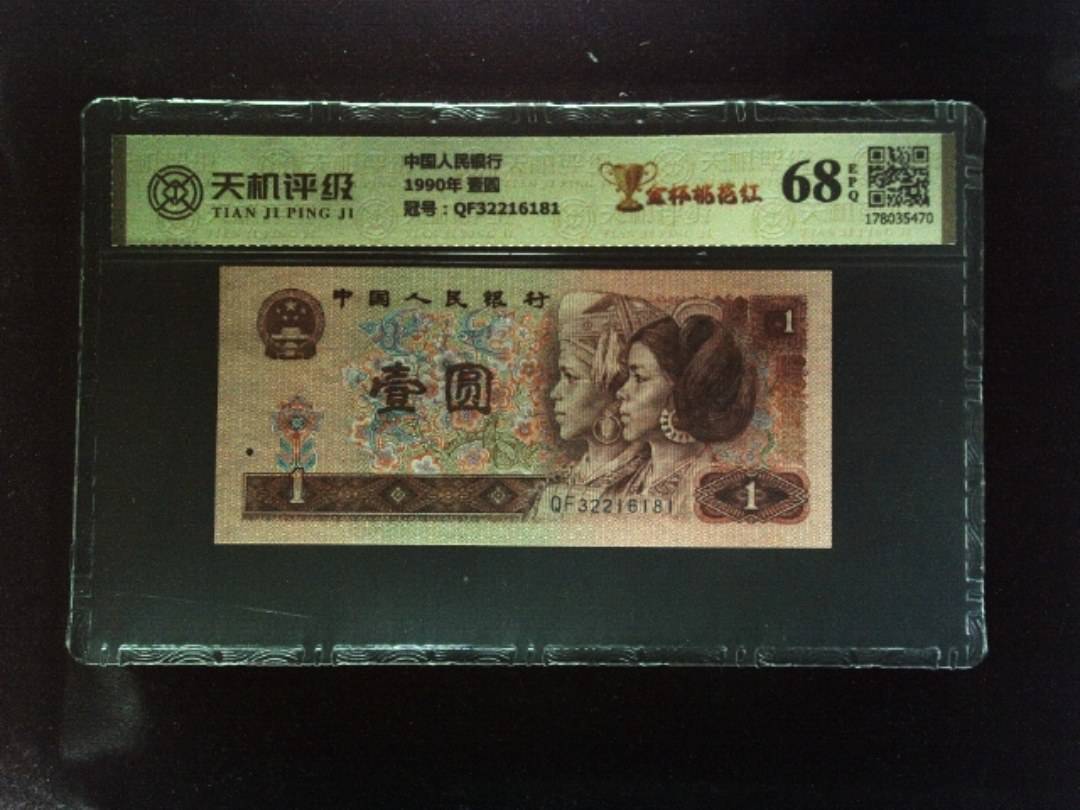 天机评级
TIAN JI PING JI
中国人民银行
1990年 壹圆
冠号：QF32216181
金杯桃花红
68
EPQ
178035470
中国人民银行
1
壹圆
1
QF32216181
1